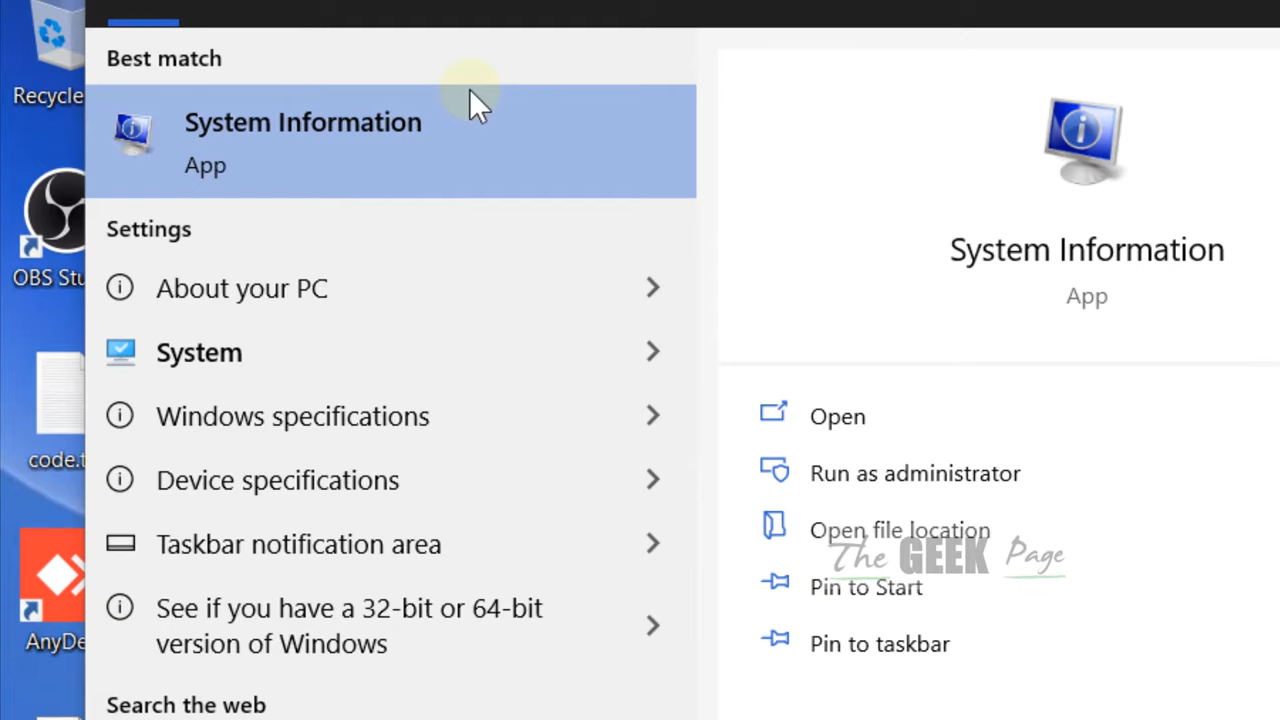 Recycle
OBS Stu
code.t
AnyDe
Best match
System Information
App
Settings
About your PC
System
Windows specifications
Device specifications
Taskbar notification area
See if you have a 32-bit or 64-bit
version of Windows
Search the web
System Information
App
Open
Run as administrator
Open file location
The GEEK Page
Pin to Start
Pin to taskbar